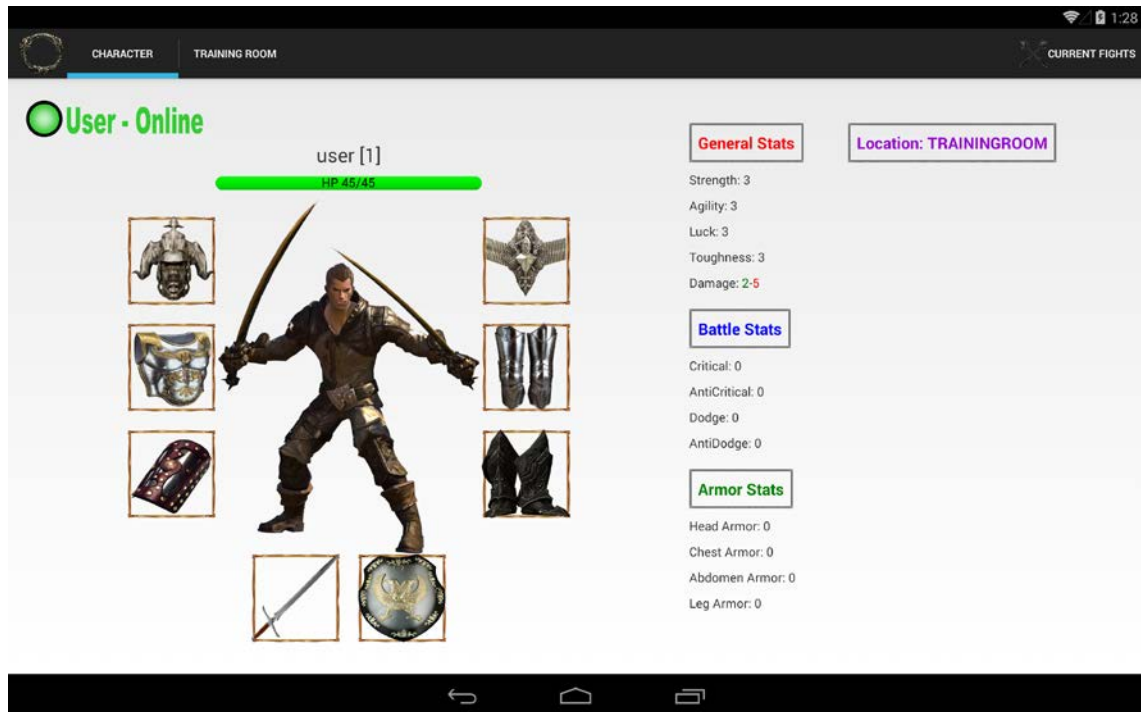 1:28
CHARACTER
TRAINING ROOM
CURRENT FIGHTS
User - Online
user [1]
HP 45/45
General Stats
Strength: 3
Agility: 3
Luck: 3
Toughness: 3
Damage: 2-5
Battle Stats
Critical: 0
AntiCritical: 0
Dodge: 0
AntiDodge: 0
Armor Stats
Head Armor: 0
Chest Armor: 0
Abdomen Armor: 0
Leg Armor: 0
Location: TRAININGROOM